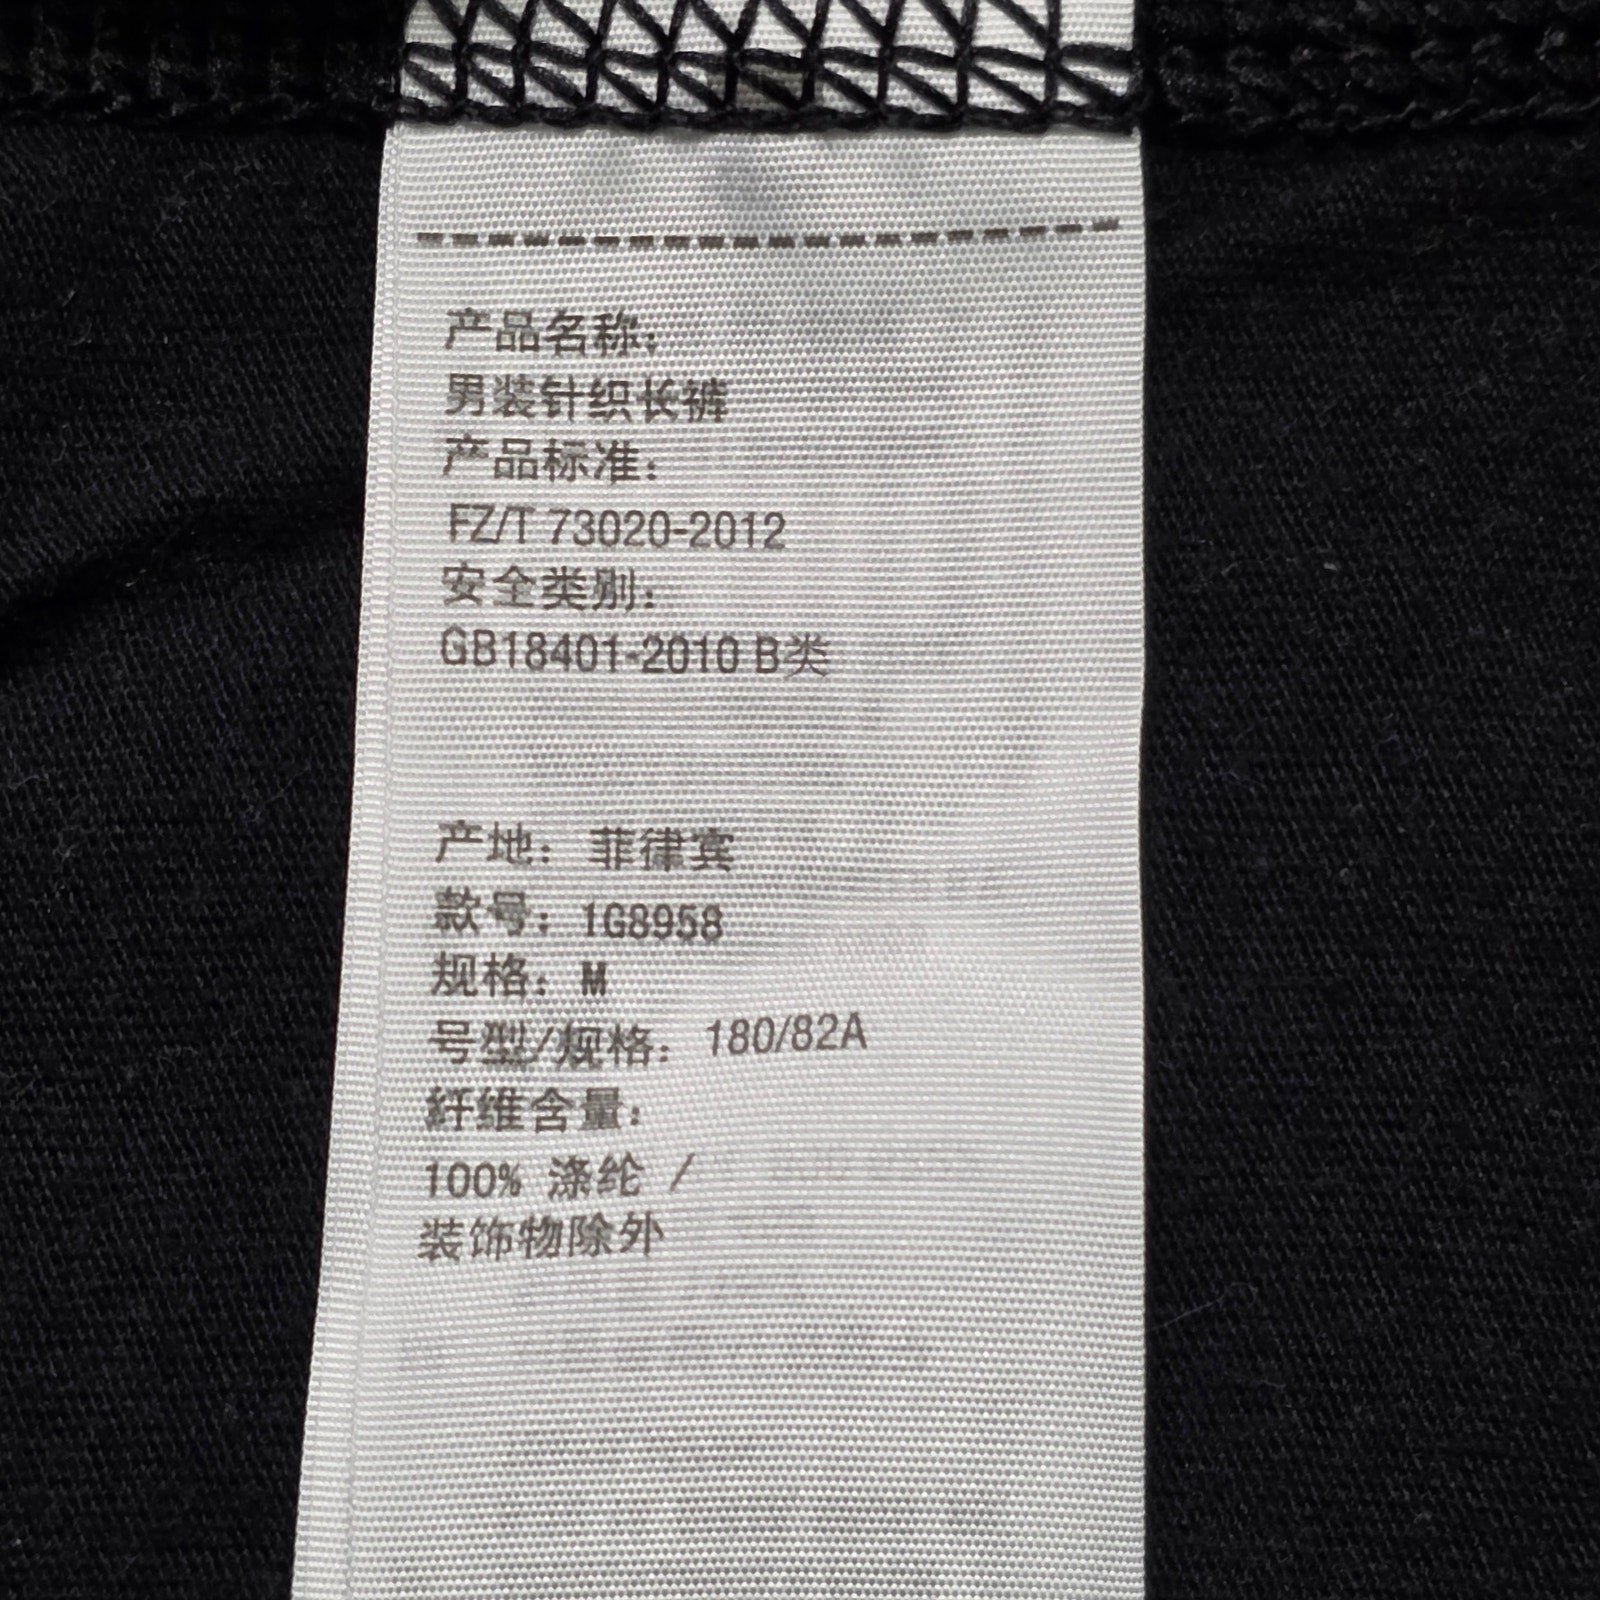 产品名称:
男装针织长裤
产品标准:
FZ/T 73020-2012
安全类别:
GB18401-2010 B类
产地: 菲律宾
款号: 1G8958
规格: M
号型/规格: 180/82A
纤维含量:
100% 涤纶 /
装饰物除外